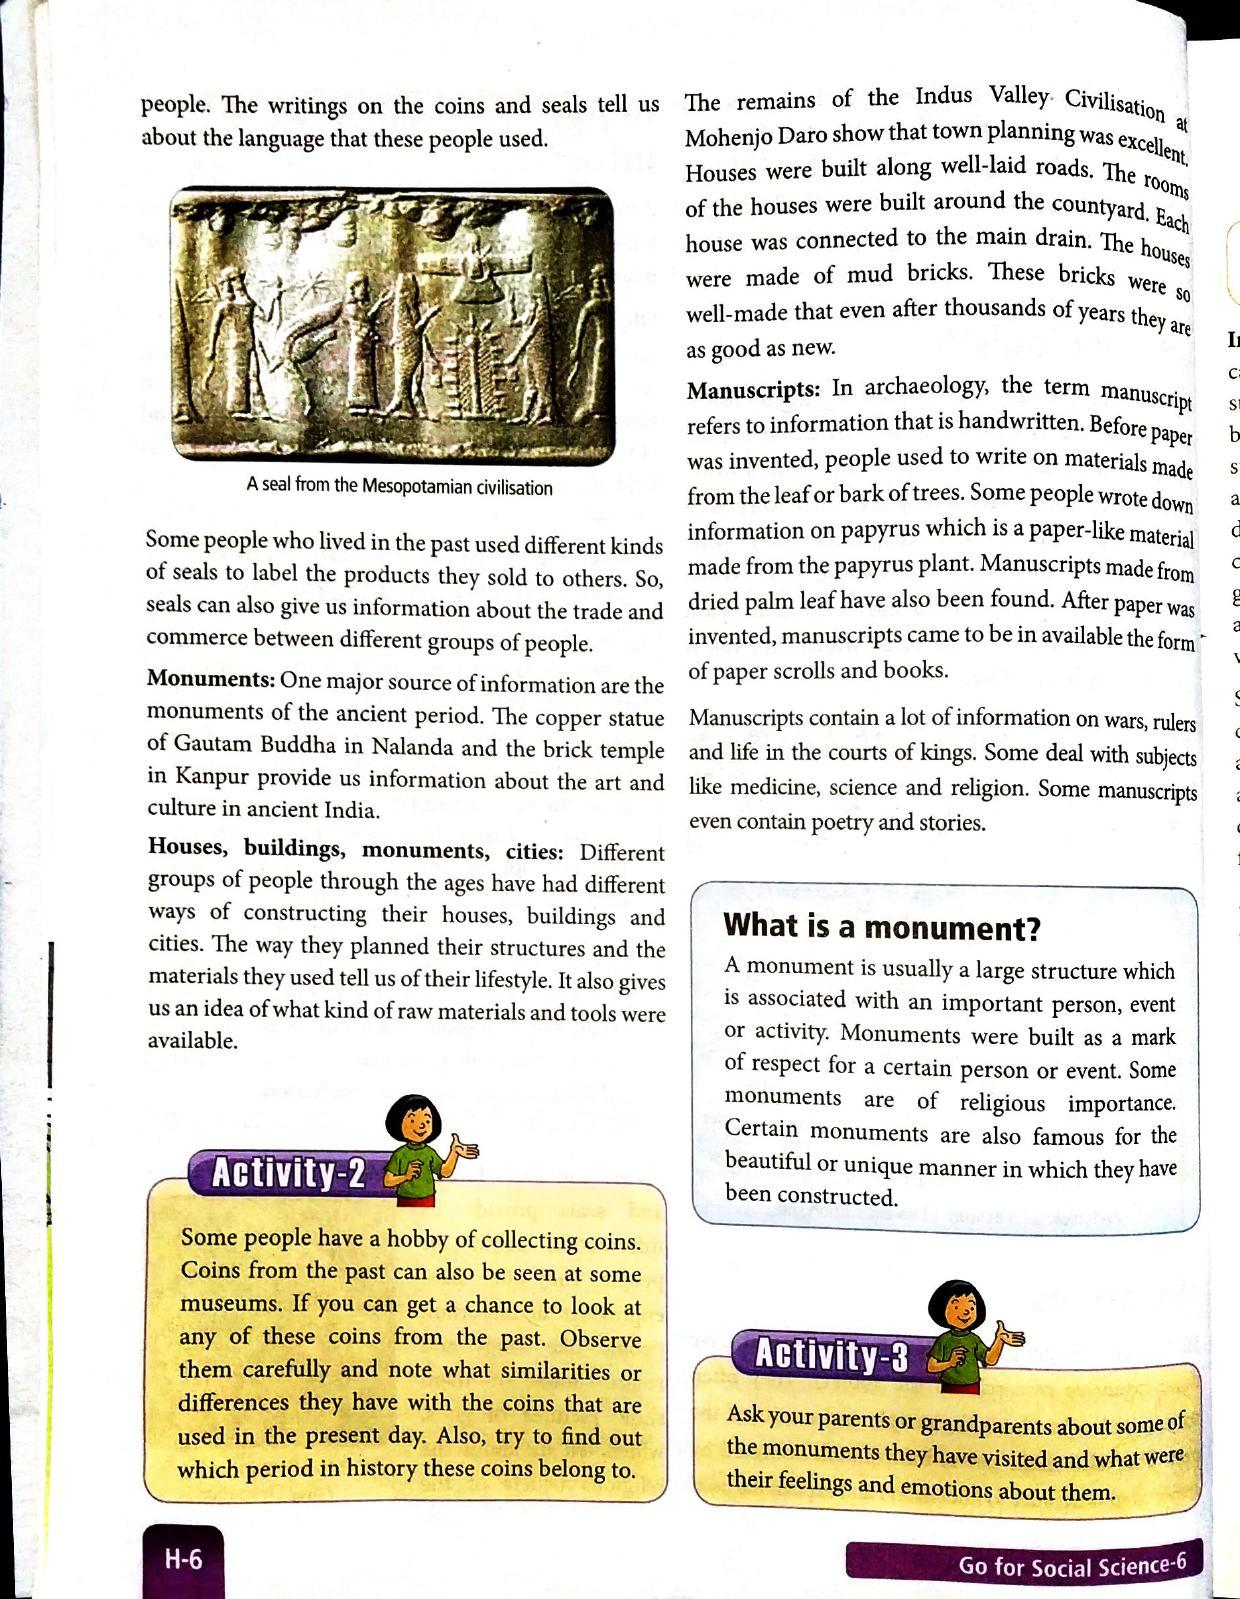 people. The writings on the coins and seals tell us
about the language that these people used.
A seal from the Mesopotamian civilisation
Some people who lived in the past used different kinds
of seals to label the products they sold to others. So,
seals can also give us information about the trade and
commerce between different groups of people.
Monuments: One major source of information are the
monuments of the ancient period. The copper statue
of Gautam Buddha in Nalanda and the brick temple
in Kanpur provide us information about the art and
culture in ancient India.
Houses, buildings, monuments, cities: Different
groups of people through the ages have had different
ways of constructing their houses, buildings and
cities. The way they planned their structures and the
materials they used tell us of their lifestyle. It also gives
us an idea of what kind of raw materials and tools were
available.
Activity-2
Some people have a hobby of collecting coins.
Coins from the past can also be seen at some
museums. If you can get a chance to look at
any of these coins from the past. Observe
them carefully and note what similarities or
differences they have with the coins that are
used in the present day. Also, try to find out
which period in history these coins belong to.
The remains of the Indus Valley Civilisation at
Mohenjo Daro show that town planning was excellent.
Houses were built along well-laid roads. The rooms
of the houses were built around the countyard. Each
house was connected to the main drain. The houses
were made of mud bricks. These bricks were so
well-made that even after thousands of years they are
as good as new.
Manuscripts: In archaeology, the term manuscript
refers to information that is handwritten. Before paper
was invented, people used to write on materials made
from the leaf or bark of trees. Some people wrote down
information on papyrus which is a paper-like material
made from the papyrus plant. Manuscripts made from
dried palm leaf have also been found. After paper was
invented, manuscripts came to be in available the form
of paper scrolls and books.
Manuscripts contain a lot of information on wars, rulers
and life in the courts of kings. Some deal with subjects
like medicine, science and religion. Some manuscripts
even contain poetry and stories.
What is a monument?
A monument is usually a large structure which
is associated with an important person, event
or activity. Monuments were built as a mark
of respect for a certain person or event. Some
monuments are of religious importance.
Certain monuments are also famous for the
beautiful or unique manner in which they have
been constructed.
Activity-3
Ask your parents or grandparents about some of
the monuments they have visited and what were
their feelings and emotions about them.
H-6
Go for Social Science-6